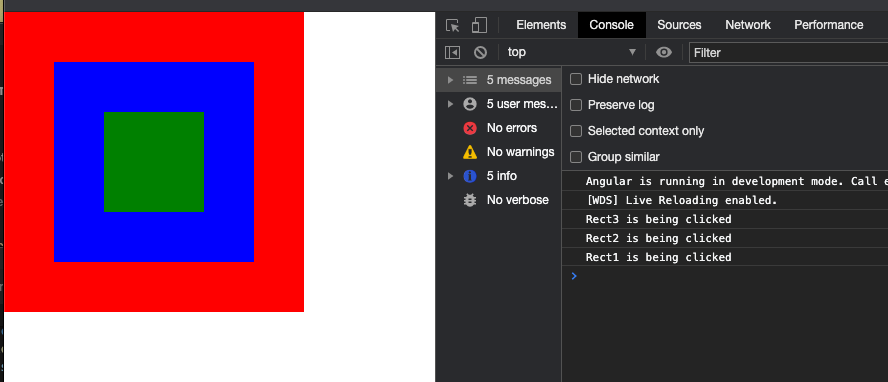 Elements Console Sources Network Performance
top Filter
5 messages
5 user mes...
No errors
No warnings
5 info
No verbose
Hide network
Preserve log
Selected context only
Group similar
Angular is running in development mode. Call e
[WDS] Live Reloading enabled.
Rect3 is being clicked
Rect2 is being clicked
Rect1 is being clicked
>